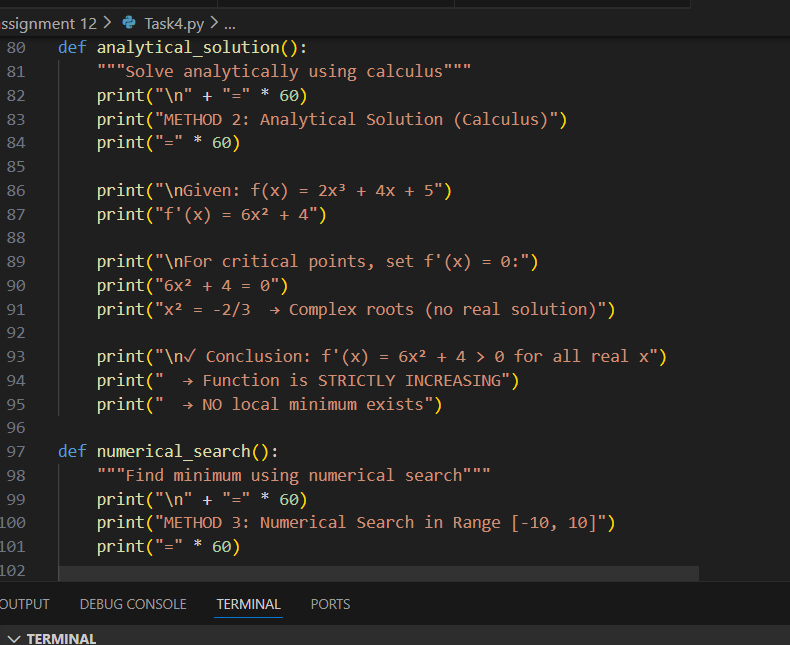 ssignment 12 > Task4.py > ...
80 def analytical_solution():
81 """Solve analytically using calculus"""
82 print("\n" + "=" * 60)
83 print("METHOD 2: Analytical Solution (Calculus)")
84 print("=" * 60)
85
86 print("\nGiven: f(x) = 2x³ + 4x + 5")
87 print("f'(x) = 6x² + 4")
88
89 print("\nFor critical points, set f'(x) = 0:")
90 print("6x² + 4 = 0")
91 print("x² = -2/3  → Complex roots (no real solution)")
92
93 print("\n✓ Conclusion: f'(x) = 6x² + 4 > 0 for all real x")
94 print("  → Function is STRICTLY INCREASING")
95 print("  → NO local minimum exists")
96
97 def numerical_search():
98 """Find minimum using numerical search"""
99 print("\n" + "=" * 60)
100 print("METHOD 3: Numerical Search in Range [-10, 10]")
101 print("=" * 60)
102
OUTPUT DEBUG CONSOLE TERMINAL PORTS
TERMINAL